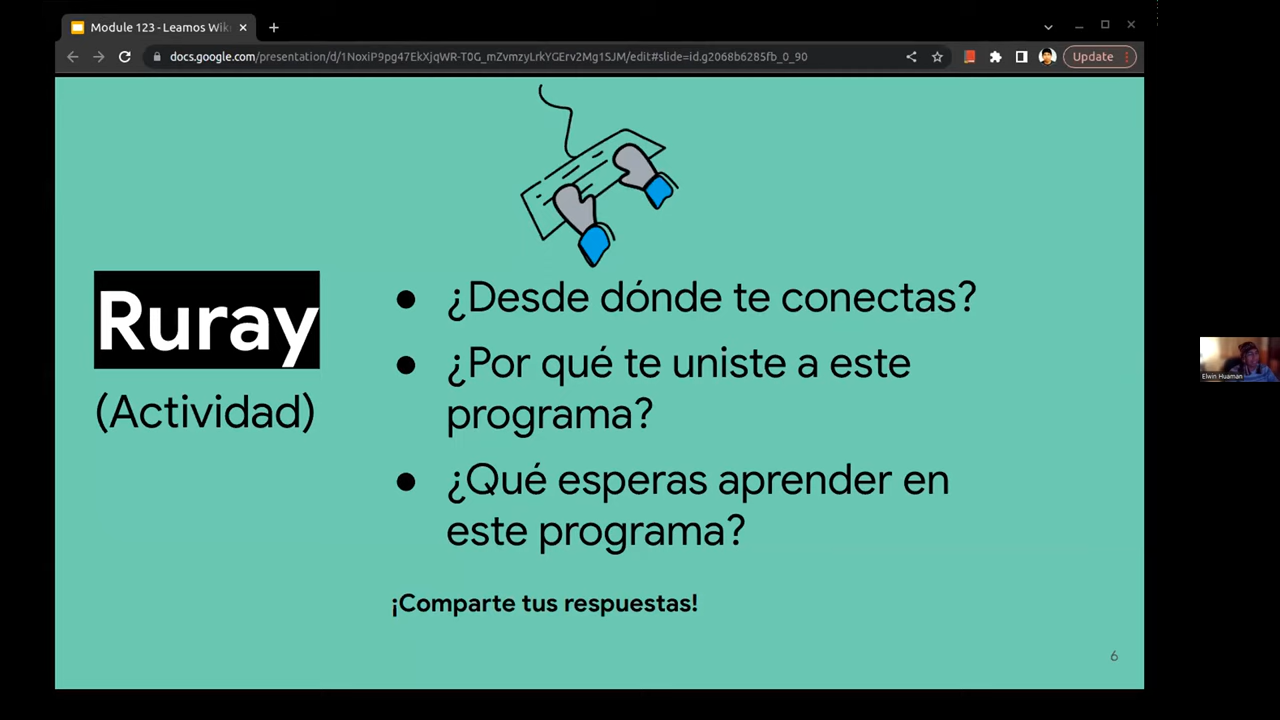 Module 123 - Leamos Wik
docs.google.com/presentation/d/1NoxiP9pg47EkXjqWR-T0G_mZvmzyLrkYGErv2Mg1SJM/edit#slide=id.g2068b6285fb_0_90
Update
Ruray
(Actividad)
● ¿Desde dónde te conectas?
● ¿Por qué te uniste a este
programa?
● ¿Qué esperas aprender en
este programa?
¡Comparte tus respuestas!
6
Elwin Huaman